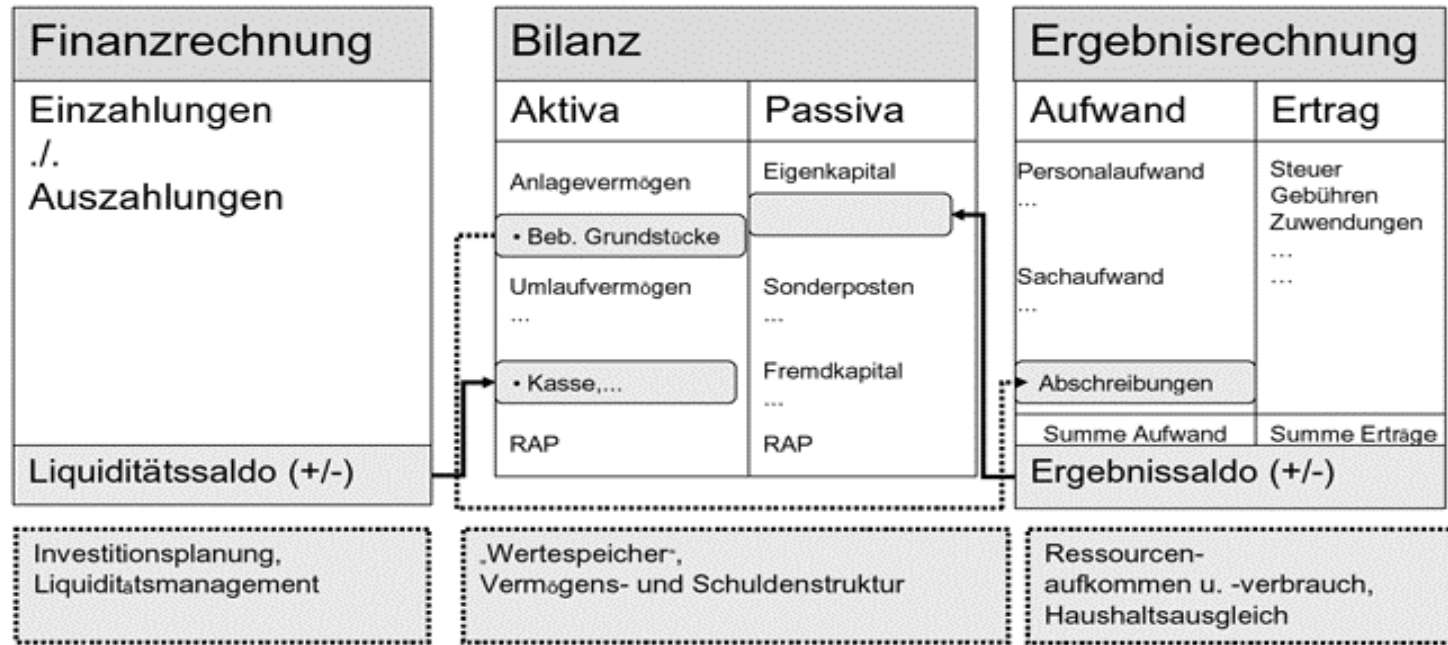 Finanzrechnung
Einzahlungen
./.
Auszahlungen
Liquiditätssaldo (+/-)
Investitionsplanung,
Liquiditätsmanagement
Bilanz
Aktiva
Anlagevermögen
• Beb. Grundstücke
Umlaufvermögen
...
• Kasse,...
RAP
Passiva
Eigenkapital
Sonderposten
...
Fremdkapital
...
RAP
„Wertespeicher“,
Vermögens- und Schuldenstruktur
Ergebnisrechnung
Aufwand
Personalaufwand
...
Sachaufwand
...
Abschreibungen
Summe Aufwand
Ertrag
Steuer
Gebühren
Zuwendungen
...
...
Summe Erträge
Ergebnissaldo (+/-)
Ressourcen-
aufkommen u. -verbrauch,
Haushaltsausgleich